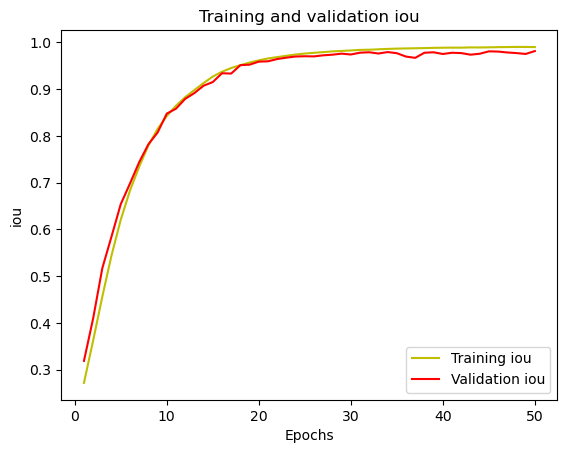 Training and validation iou
1.0
0.9
0.8
0.7
0.6
0.5
0.4
0.3
iou
0 10 20 30 40 50
Epochs
Training iou
Validation iou